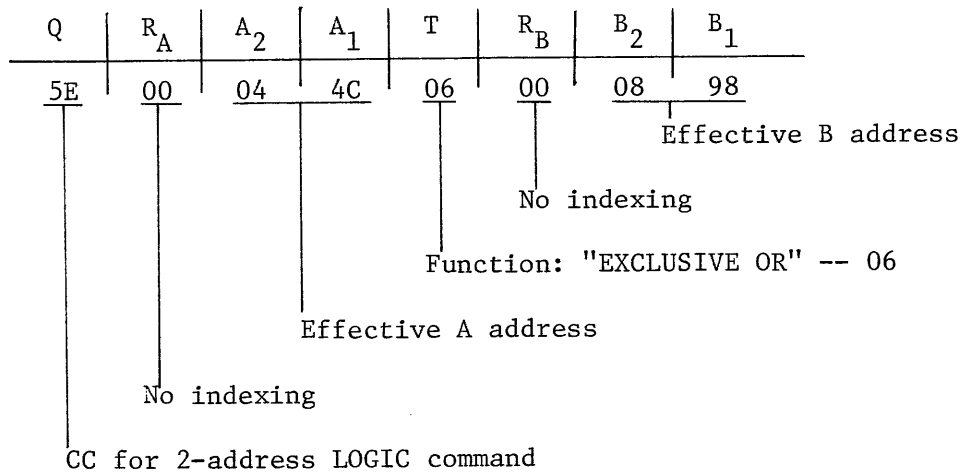 Q R_A A_2 A_1 T R_B B_2 B_1
5E 00 04 4C 06 00 08 98
Effective B address
No indexing
Function: "EXCLUSIVE OR" -- 06
Effective A address
No indexing
CC for 2-address LOGIC command